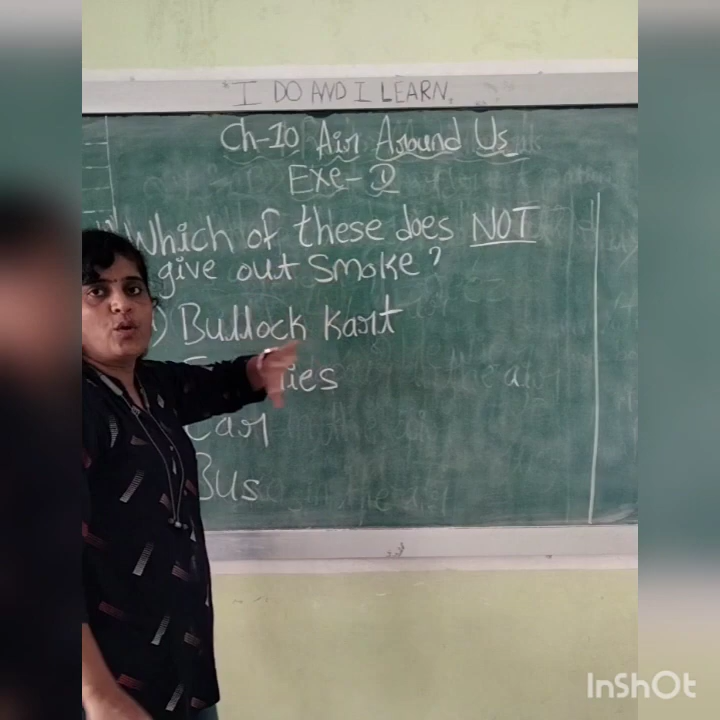 I DO AND I LEARN.
Ch-10 Air Around Us
Exe-
Which of these does NOT
give out Smoke?
Bullock Kart
Car
Bus
InShOt